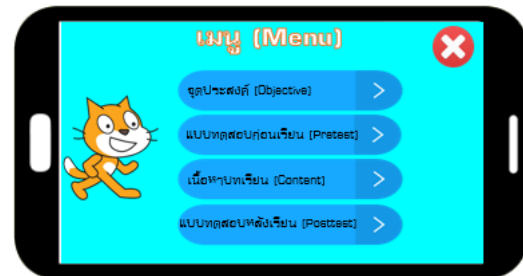 เมนู (Menu)
จุดประสงค์ (Objective)
แบบทดสอบก่อนเรียน (Pretest)
เนื้อหาบทเรียน (Content)
แบบทดสอบหลังเรียน (Posttest)